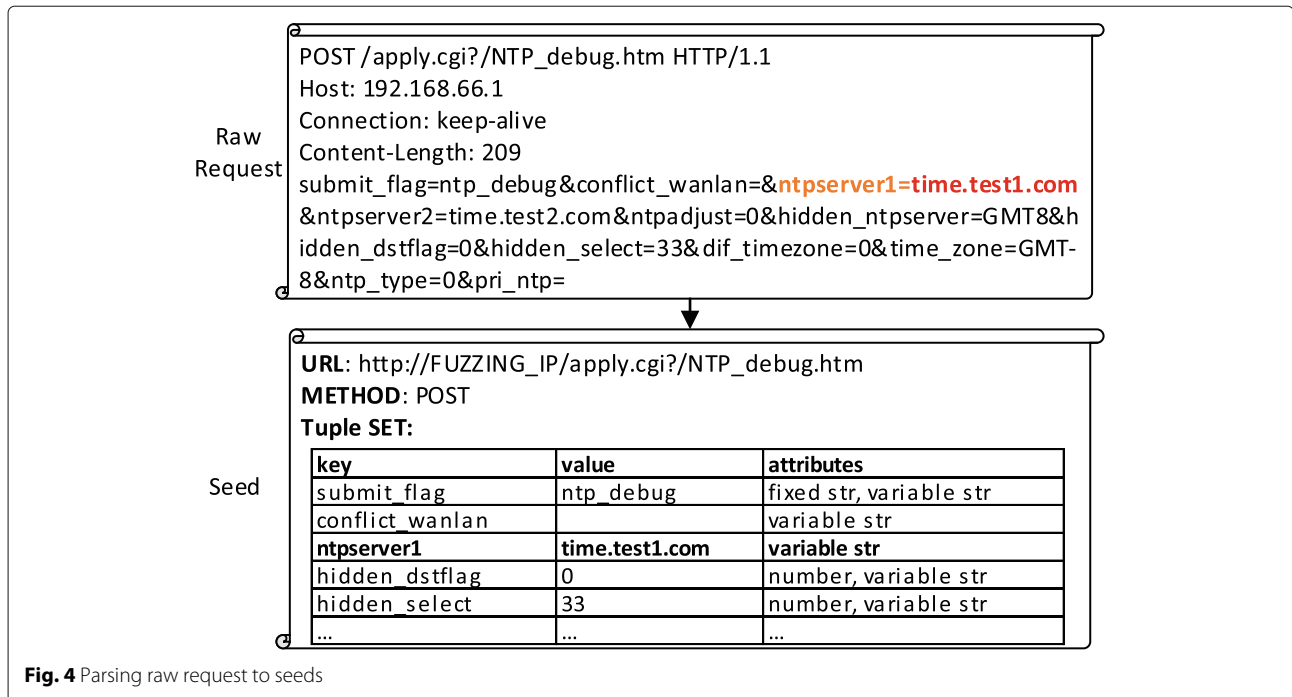 POST /apply.cgi?/NTP_debug.htm HTTP/1.1
Host: 192.168.66.1
Connection: keep-alive
Content-Length: 209
Raw
Request
submit_flag=ntp_debug&conflict_wanlan=&ntpserver1=time.test1.com
&ntpserver2=time.test2.com&ntpadjust=0&hidden_ntpserver=GMT8&h
idden_dstflag=0&hidden_select=33&dif_timezone=0&time_zone=GMT-
8&ntp_type=0&pri_ntp=
URL: http://FUZZING_IP/apply.cgi?/NTP_debug.htm
METHOD: POST
Tuple SET:
Seed
key value attributes
submit_flag ntp_debug fixed str, variable str
conflict_wanlan variable str
ntpserver1 time.test1.com variable str
hidden_dstflag 0 number, variable str
hidden_select 33 number, variable str
... ... ...
Fig. 4 Parsing raw request to seeds